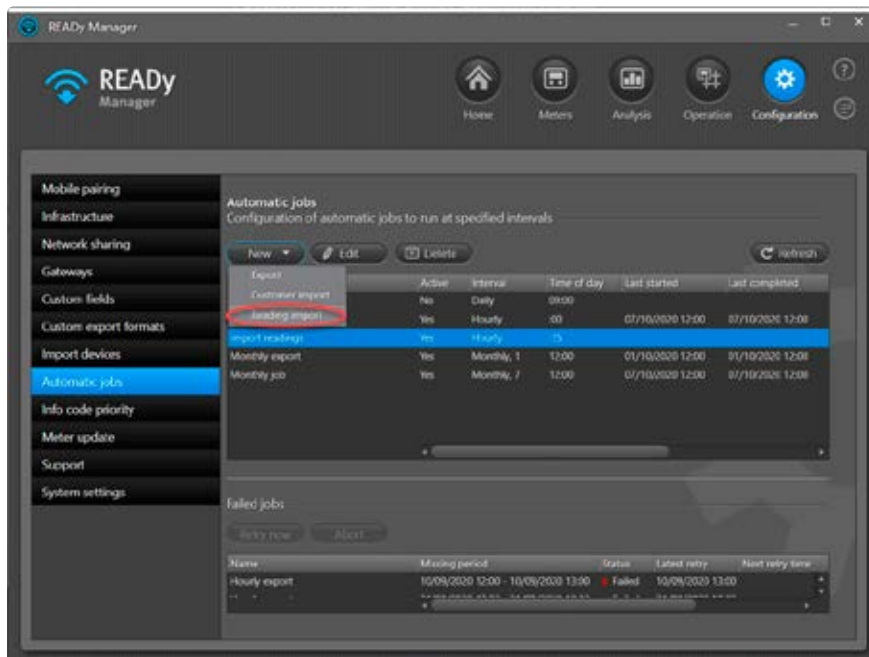 READy Manager
READy
Manager
Home
Meters
Analysis
Operation
Configuration
?
Mobile pairing
Infrastructure
Network sharing
Gateways
Custom fields
Custom export formats
Import devices
Automatic jobs
Info code priority
Meter update
Support
System settings
Automatic jobs
Configuration of automatic jobs to run at specified intervals
New Edit Delete Refresh
Export
Customer import
Reading import
Active Interval Time of day Last started Last completed
No Daily 09:00
Yes Hourly :00 07/10/2020 12:00 07/10/2020 12:00
Import readings Yes Hourly :15
Monthly export Yes Monthly, 1 12:00 01/10/2020 12:00 01/10/2020 12:00
Monthly job Yes Monthly, 7 12:00 07/10/2020 12:00 07/10/2020 12:00
Failed jobs
Retry now Abort
Name Missing period Status Latest retry Next retry time
Hourly export 10/09/2020 12:00 - 10/09/2020 13:00 Failed 10/09/2020 13:00